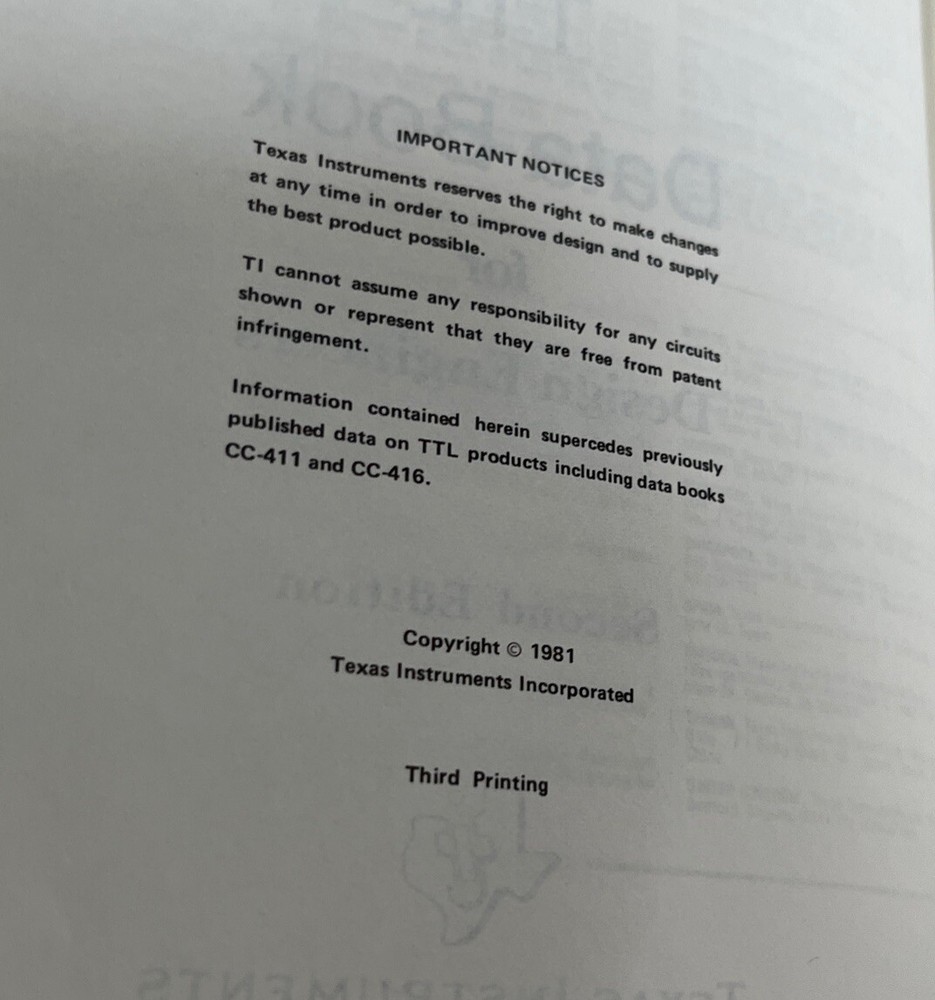 IMPORTANT NOTICES
Texas Instruments reserves the right to make changes
at any time in order to improve design and to supply
the best product possible.
TI cannot assume any responsibility for any circuits
shown or represent that they are free from patent
infringement.
Information contained herein supercedes previously
published data on TTL products including data books
CC-411 and CC-416.
Copyright © 1981
Texas Instruments Incorporated
Third Printing